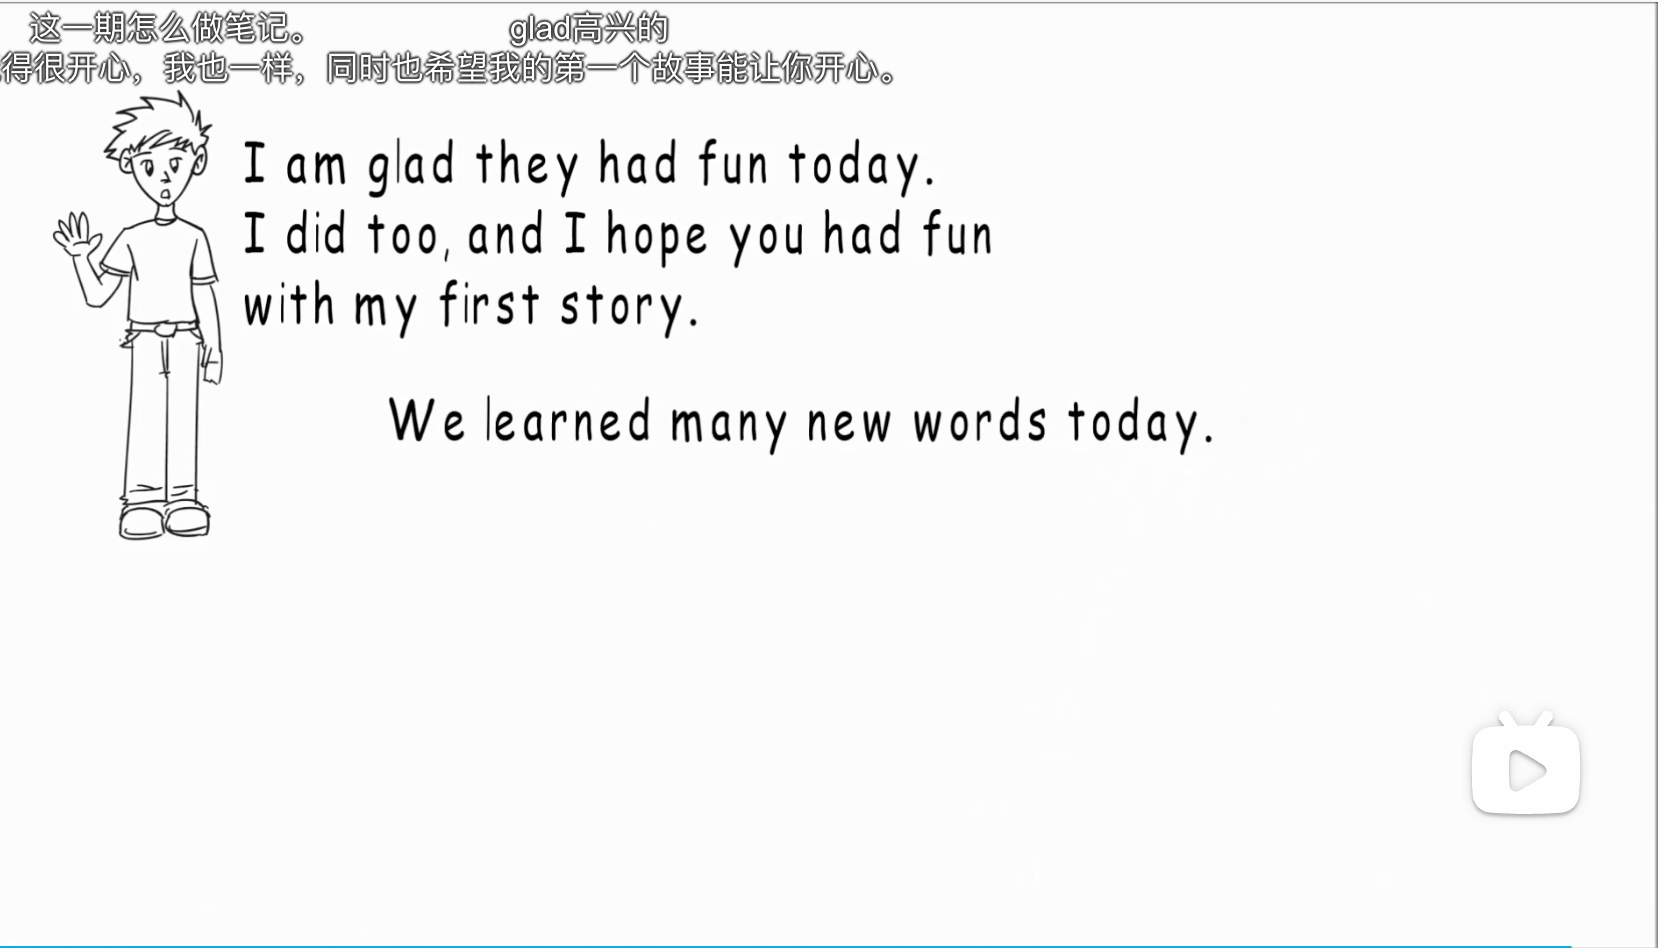 这一期怎么做笔记。 glad高兴的
得很开心，我也一样，同时也希望我的第一个故事能让你开心。
I am glad they had fun today.
I did too, and I hope you had fun
with my first story.
We learned many new words today.